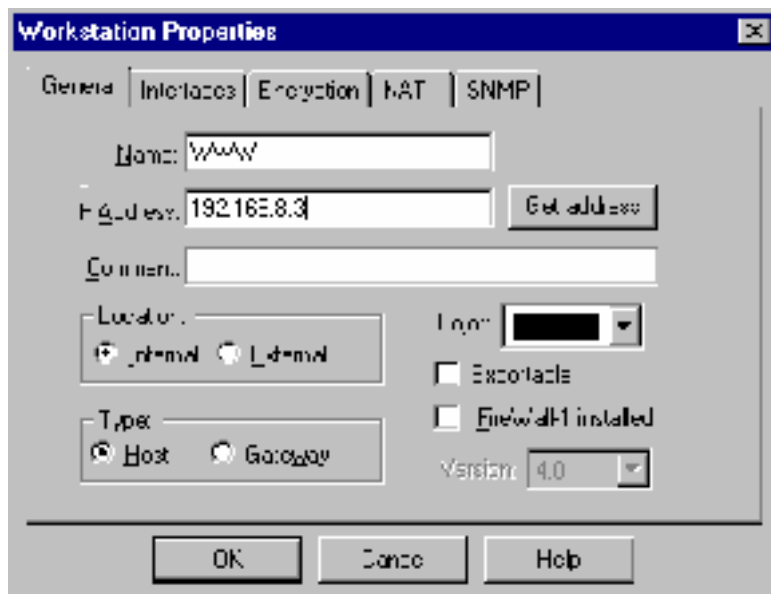 Workstation Properties
General Interfaces Encryption NAT SNMP
Name: www
IP Address: 192.168.8.3 Get address
Comment:
Location: Color:
Internal External
Exportable
Type: FireWall-1 installed
Host Gateway
Version: 4.0
OK Cancel Help